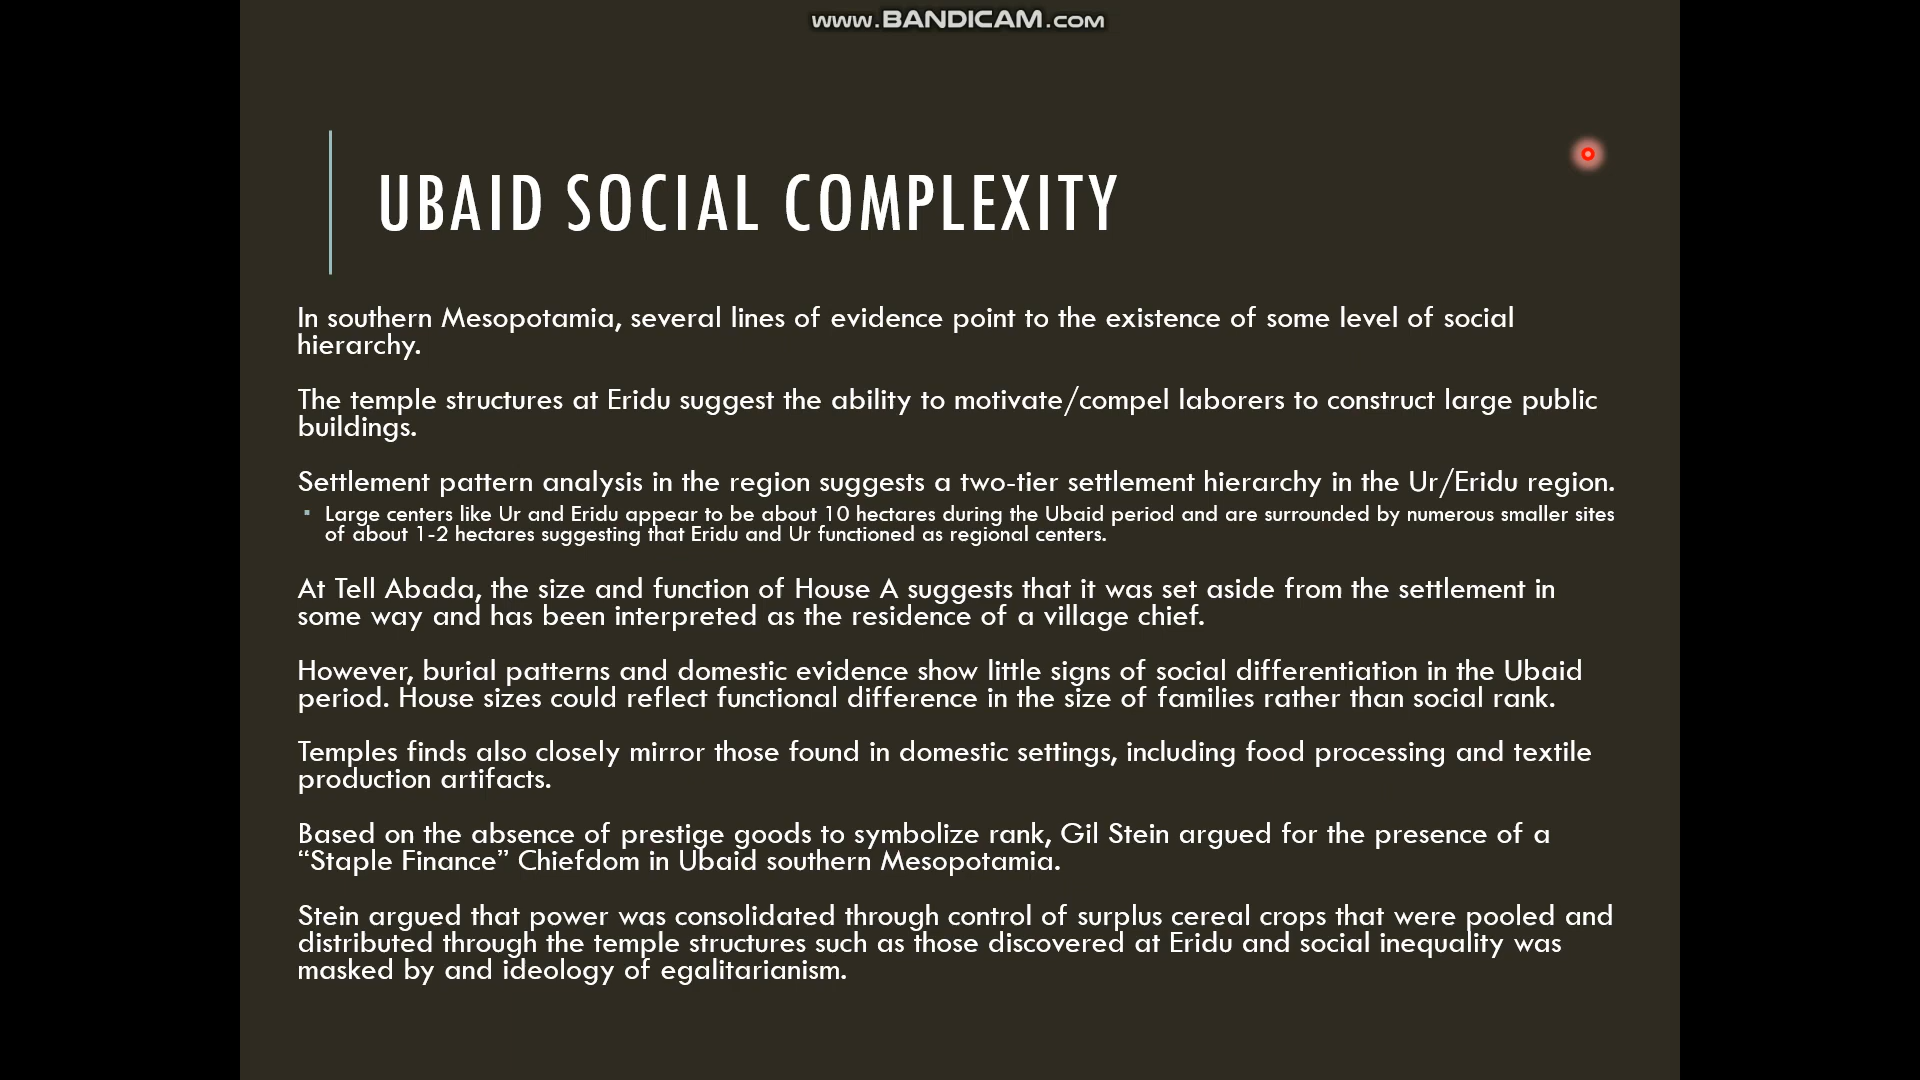 www.BANDICAM.com
UBAID SOCIAL COMPLEXITY
In southern Mesopotamia, several lines of evidence point to the existence of some level of social
hierarchy.
The temple structures at Eridu suggest the ability to motivate/compel laborers to construct large public
buildings.
Settlement pattern analysis in the region suggests a two-tier settlement hierarchy in the Ur/Eridu region.
▪ Large centers like Ur and Eridu appear to be about 10 hectares during the Ubaid period and are surrounded by numerous smaller sites
of about 1-2 hectares suggesting that Eridu and Ur functioned as regional centers.
At Tell Abada, the size and function of House A suggests that it was set aside from the settlement in
some way and has been interpreted as the residence of a village chief.
However, burial patterns and domestic evidence show little signs of social differentiation in the Ubaid
period. House sizes could reflect functional difference in the size of families rather than social rank.
Temples finds also closely mirror those found in domestic settings, including food processing and textile
production artifacts.
Based on the absence of prestige goods to symbolize rank, Gil Stein argued for the presence of a
“Staple Finance” Chiefdom in Ubaid southern Mesopotamia.
Stein argued that power was consolidated through control of surplus cereal crops that were pooled and
distributed through the temple structures such as those discovered at Eridu and social inequality was
masked by and ideology of egalitarianism.